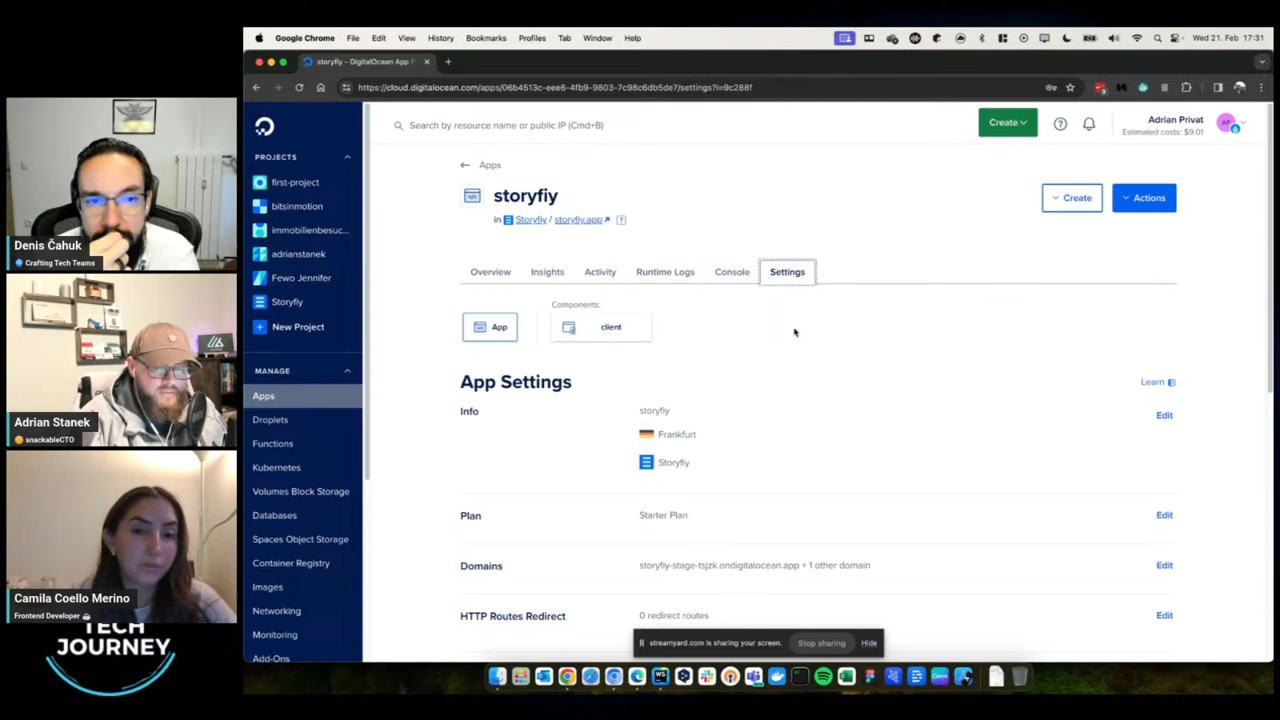 Google Chrome File Edit View History Bookmarks Profiles Tab Window Help Wed 21. Feb 17:31
storyfiy - DigitalOcean App P
https://cloud.digitalocean.com/apps/06b4513c-eee6-4fb9-9803-7c98c6db5de7/settings?i=9c288f
Search by resource name or public IP (Cmd+B)
Create
Adrian Privat
Estimated costs: $9.01
AP
PROJECTS
first-project
bitsinmotion
immobilienbesuc...
adrianstanek
Fewo Jennifer
Storyfiy
New Project
MANAGE
Apps
Droplets
Functions
Kubernetes
Volumes Block Storage
Databases
Spaces Object Storage
Container Registry
Images
Networking
Monitoring
Add-Ons
Apps
storyfiy
in Storyfiy / storyfiy.app
Create
Actions
Overview Insights Activity Runtime Logs Console Settings
Components:
App
client
App Settings
Learn
Info
storyfiy
Edit
Frankfurt
Storyfiy
Plan
Starter Plan
Edit
Domains
storyfiy-stage-tsjzk.ondigitalocean.app + 1 other domain
Edit
HTTP Routes Redirect
0 redirect routes
Edit
streamyard.com is sharing your screen.
Stop sharing
Hide
Denis Čahuk
Crafting Tech Teams
Adrian Stanek
snackableCTO
Camila Coello Merino
Frontend Developer
TECH
JOURNEY